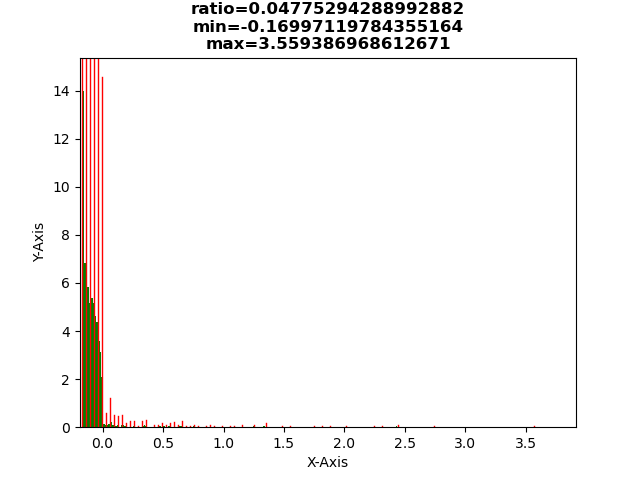 ratio=0.04775294288992882
min=-0.16997119784355164
max=3.559386968612671
14
12
10
8
6
4
2
0
Y-Axis
0.0 0.5 1.0 1.5 2.0 2.5 3.0 3.5
X-Axis